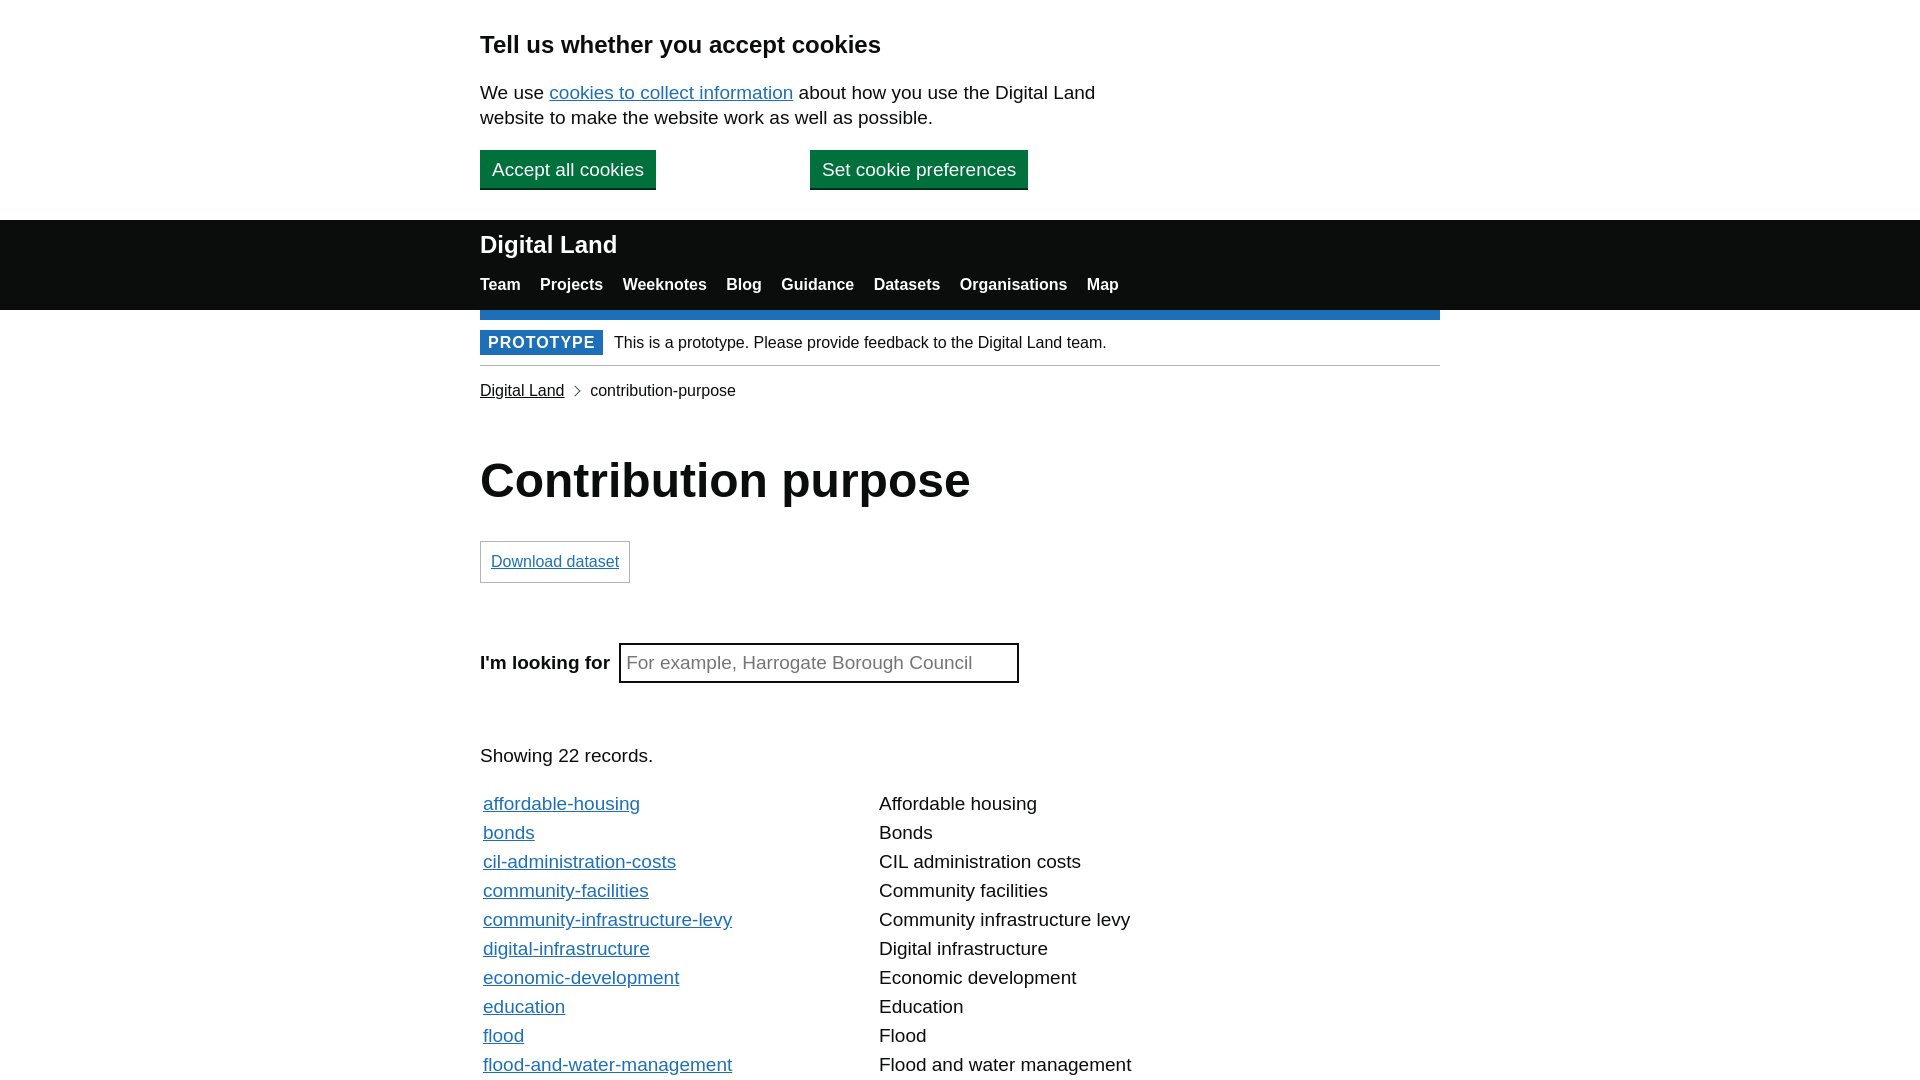 Tell us whether you accept cookies
We use cookies to collect information about how you use the Digital Land
website to make the website work as well as possible.
Accept all cookies Set cookie preferences
Digital Land
Team Projects Weeknotes Blog Guidance Datasets Organisations Map
PROTOTYPE This is a prototype. Please provide feedback to the Digital Land team.
Digital Land contribution-purpose
Contribution purpose
Download dataset
I'm looking for For example, Harrogate Borough Council
Showing 22 records.
affordable-housing Affordable housing
bonds Bonds
cil-administration-costs CIL administration costs
community-facilities Community facilities
community-infrastructure-levy Community infrastructure levy
digital-infrastructure Digital infrastructure
economic-development Economic development
education Education
flood Flood
flood-and-water-management Flood and water management